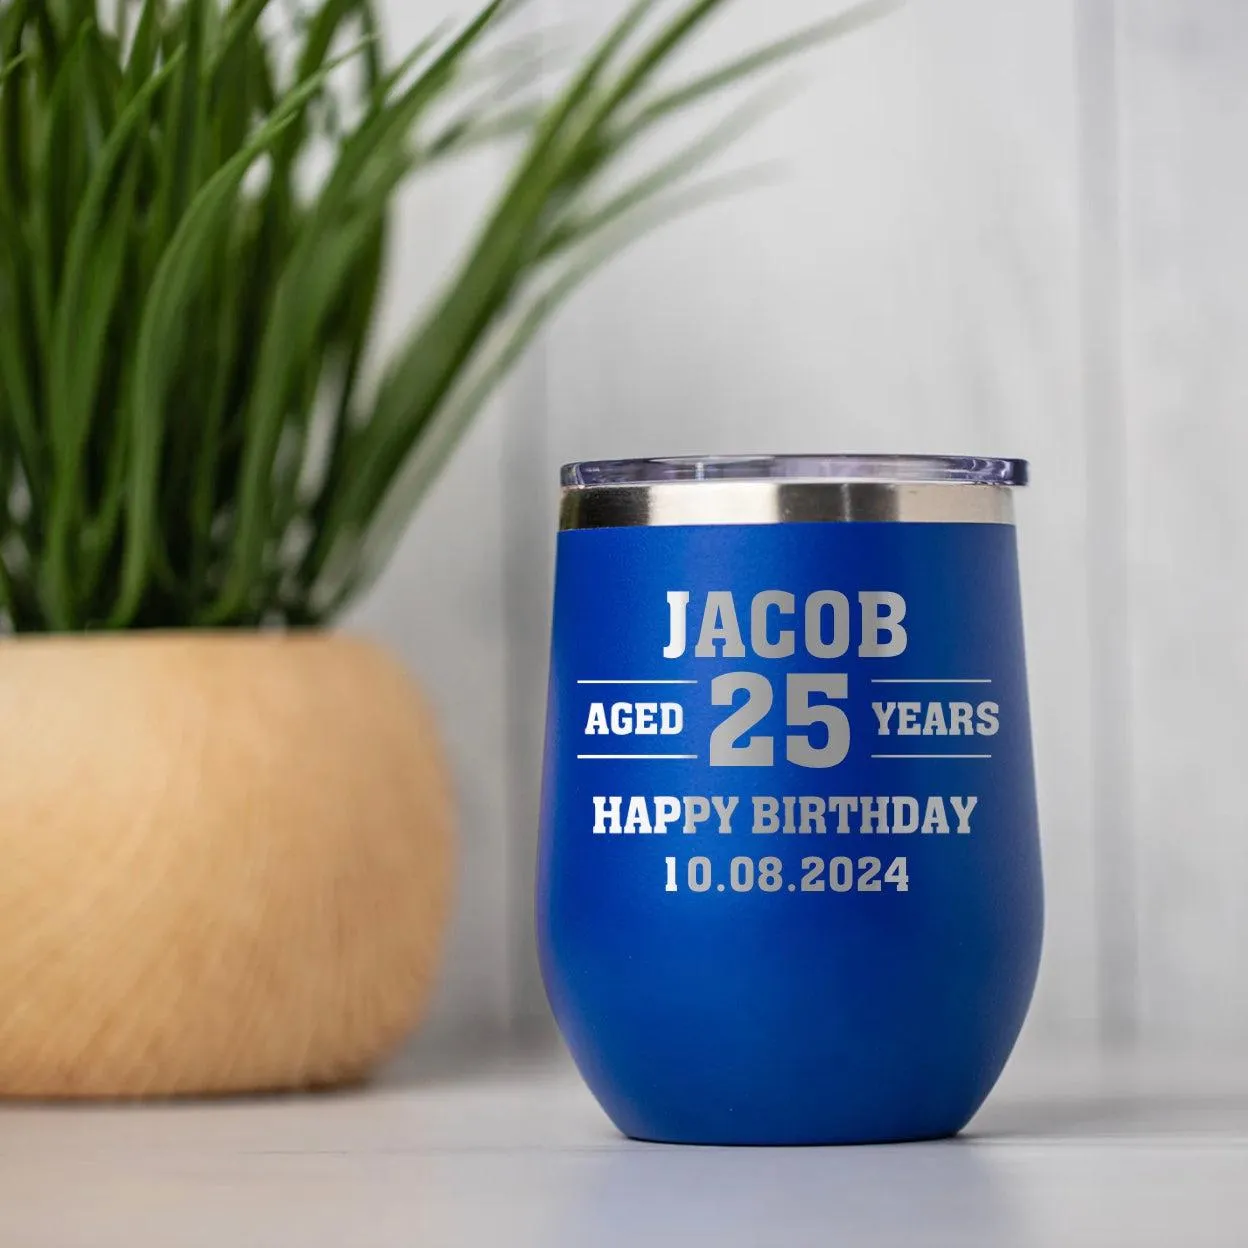 JACOB
AGED 25 YEARS
HAPPY BIRTHDAY
10.08.2024